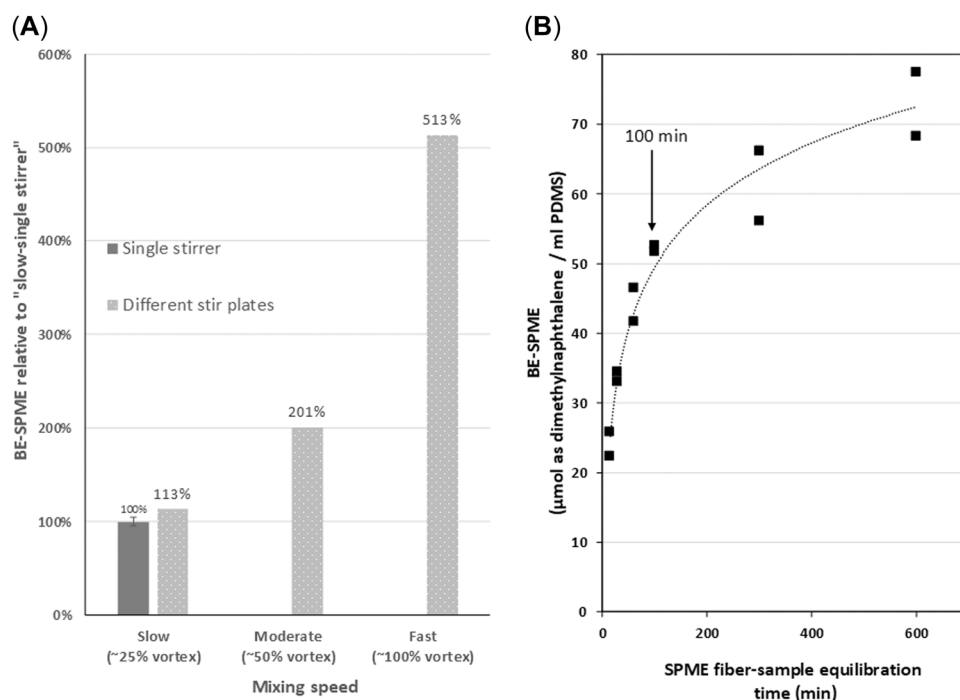 (A)
600%
500%
400%
300%
200%
100%
0%
BE-SPME relative to "slow-single stirrer"
Single stirrer
Different stir plates
100%
113%
201%
513%
Slow
(~25% vortex)
Moderate
(~50% vortex)
Fast
(~100% vortex)
Mixing speed
(B)
80
70
60
50
40
30
20
10
0
BE-SPME
(µmol as dimethylnaphthalene / ml PDMS)
100 min
0
200
400
600
SPME fiber-sample equilibration
time (min)